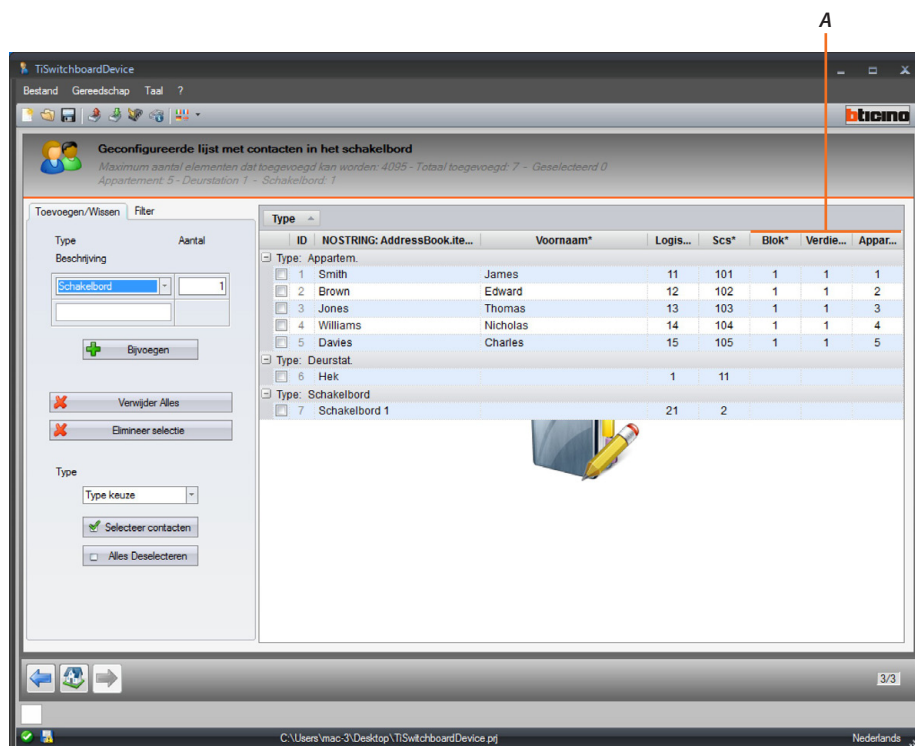 A
TiSwitchboardDevice
Bestand Gereedschap Taal ?
bticino
Geconfigureerde lijst met contacten in het schakelbord
Maximum aantal elementen dat toegevoegd kan worden: 4095 - Totaal toegevoegd: 7 - Geselecteerd 0
Appartement: 5 - Deurstation 1 - Schakelbord: 1
Toevoegen/Wissen Filter
Type Aantal
Beschrijving
Schakelbord 1
Bijvoegen
Verwijder Alles
Elimineer selectie
Type
Type keuze
Selecteer contacten
Alles Deselecteren
Type
ID NOSTRING: AddressBook.ite... Voornaam* Logis... Scs* Blok* Verdie... Appar...
Type: Appartem.
1 Smith James 11 101 1 1 1
2 Brown Edward 12 102 1 1 2
3 Jones Thomas 13 103 1 1 3
4 Williams Nicholas 14 104 1 1 4
5 Davies Charles 15 105 1 1 5
Type: Deurstat.
6 Hek 1 11
Type: Schakelbord
7 Schakelbord 1 21 2
3/3
C:\Users\mac-3\Desktop\TiSwitchboardDevice.prj Nederlands